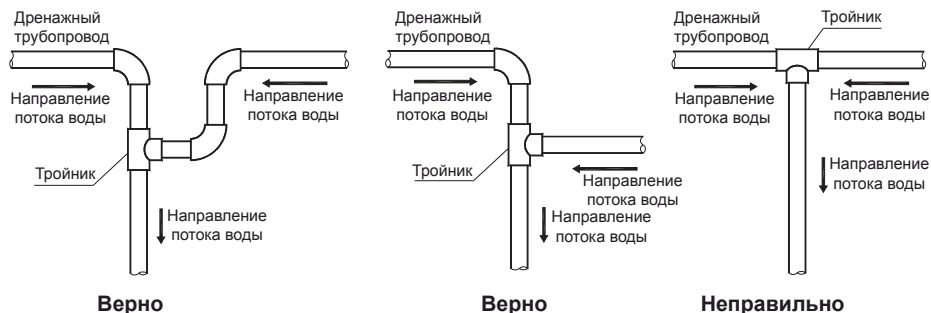 Дренажный
трубопровод
Направление
потока воды
Направление
потока воды
Тройник
Направление
потока воды
Верно
Дренажный
трубопровод
Направление
потока воды
Тройник
Направление
потока воды
Направление
потока воды
Верно
Дренажный
трубопровод
Тройник
Направление
потока воды
Направление
потока воды
Направление
потока воды
Неправильно